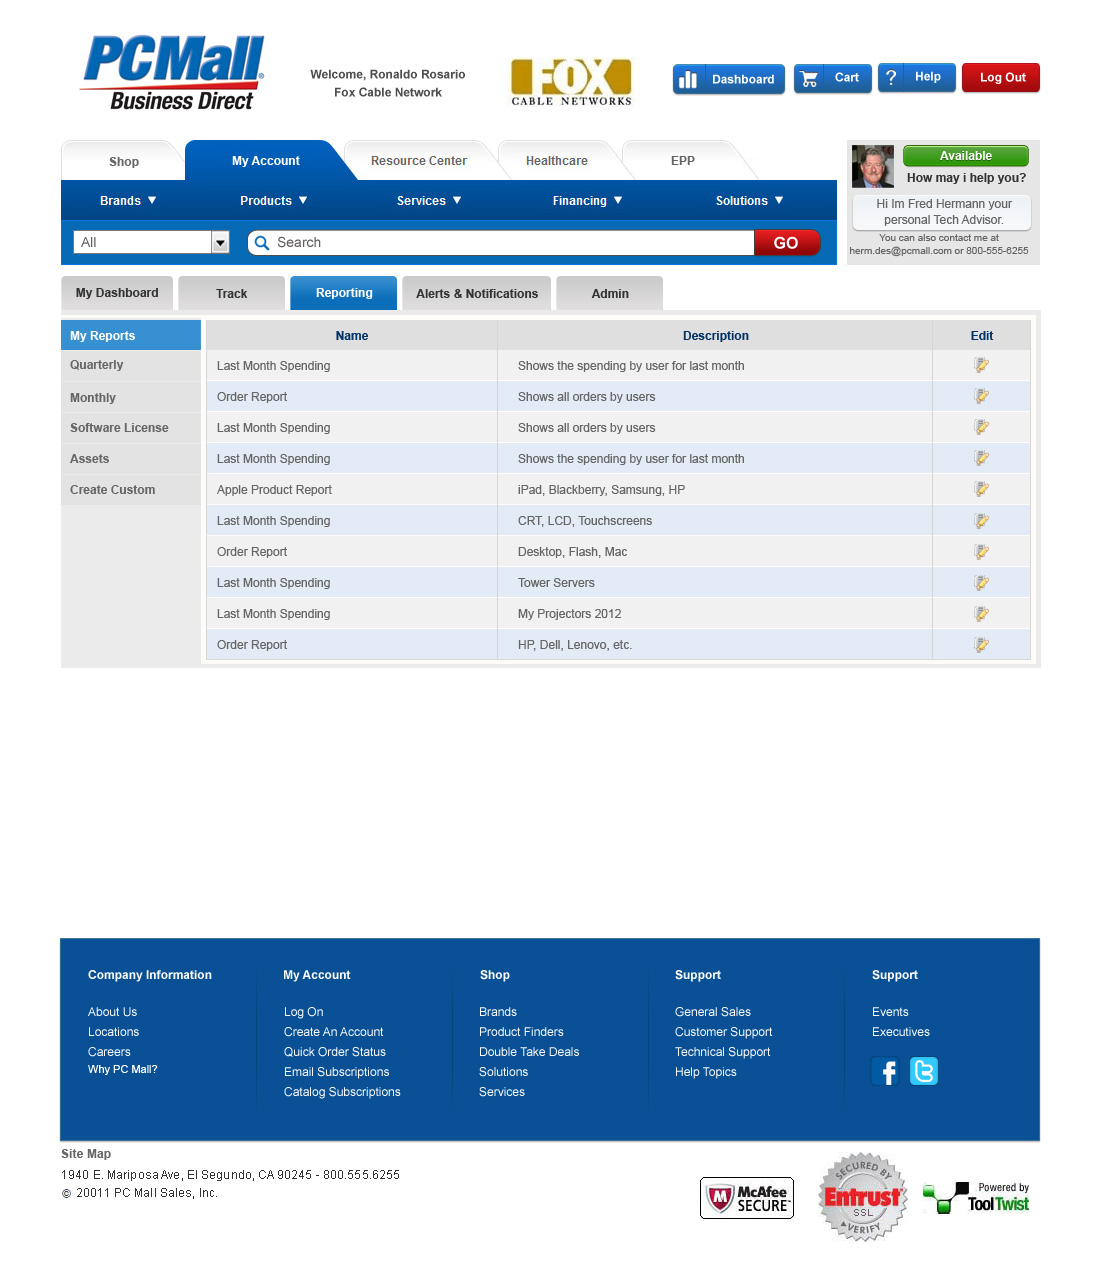 PCMall
Business Direct
Welcome, Ronaldo Rosario
Fox Cable Network
FOX
CABLE NETWORKS
Dashboard
Cart
? Help
Log Out
Shop
My Account
Resource Center
Healthcare
EPP
Available
How may i help you?
Hi Im Fred Hermann your
personal Tech Advisor.
You can also contact me at
herm.des@pcmall.com or 800-555-6255
Brands ▼
Products ▼
Services ▼
Financing ▼
Solutions ▼
All
Search
GO
My Dashboard
Track
Reporting
Alerts & Notifications
Admin
My Reports
Quarterly
Monthly
Software License
Assets
Create Custom
Name Description Edit
Last Month Spending Shows the spending by user for last month
Order Report Shows all orders by users
Last Month Spending Shows all orders by users
Last Month Spending Shows the spending by user for last month
Apple Product Report iPad, Blackberry, Samsung, HP
Last Month Spending CRT, LCD, Touchscreens
Order Report Desktop, Flash, Mac
Last Month Spending Tower Servers
Last Month Spending My Projectors 2012
Order Report HP, Dell, Lenovo, etc.
Company Information
About Us
Locations
Careers
Why PC Mall?
My Account
Log On
Create An Account
Quick Order Status
Email Subscriptions
Catalog Subscriptions
Shop
Brands
Product Finders
Double Take Deals
Solutions
Services
Support
General Sales
Customer Support
Technical Support
Help Topics
Support
Events
Executives
Site Map
1940 E. Mariposa Ave, El Segundo, CA 90245 - 800.555.6255
© 20011 PC Mall Sales, Inc.
McAfee
SECURE™
SECURED BY
Entrust
SSL
VERIFY
Powered by
ToolTwist